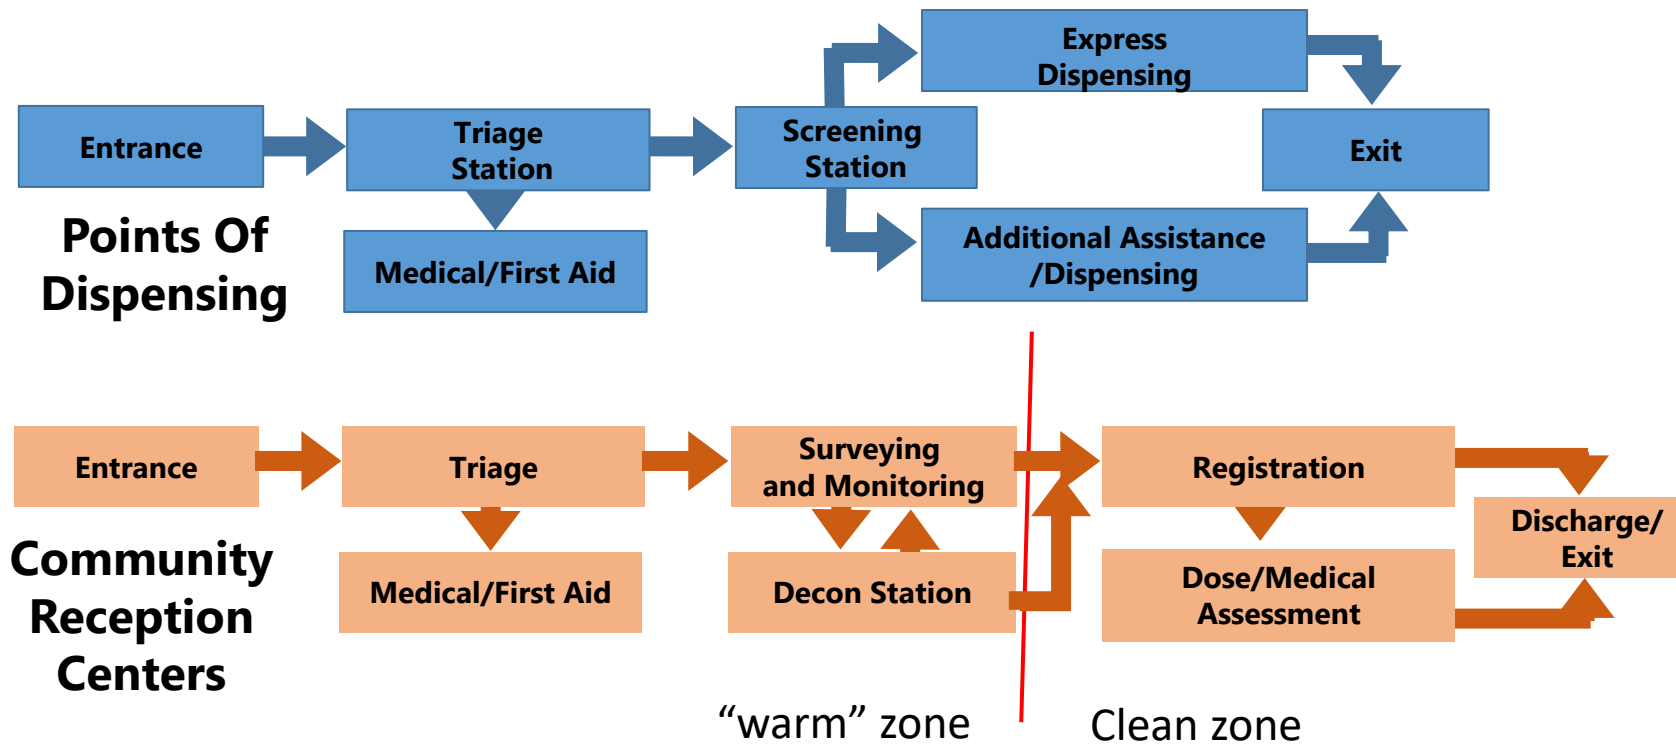 Entrance
Triage
Station
Screening
Station
Express
Dispensing
Exit
Points Of
Dispensing
Medical/First Aid
Additional Assistance
/Dispensing
Entrance
Triage
Surveying
and Monitoring
Registration
Discharge/
Exit
Community
Reception
Centers
Medical/First Aid
Decon Station
Dose/Medical
Assessment
“warm” zone
Clean zone